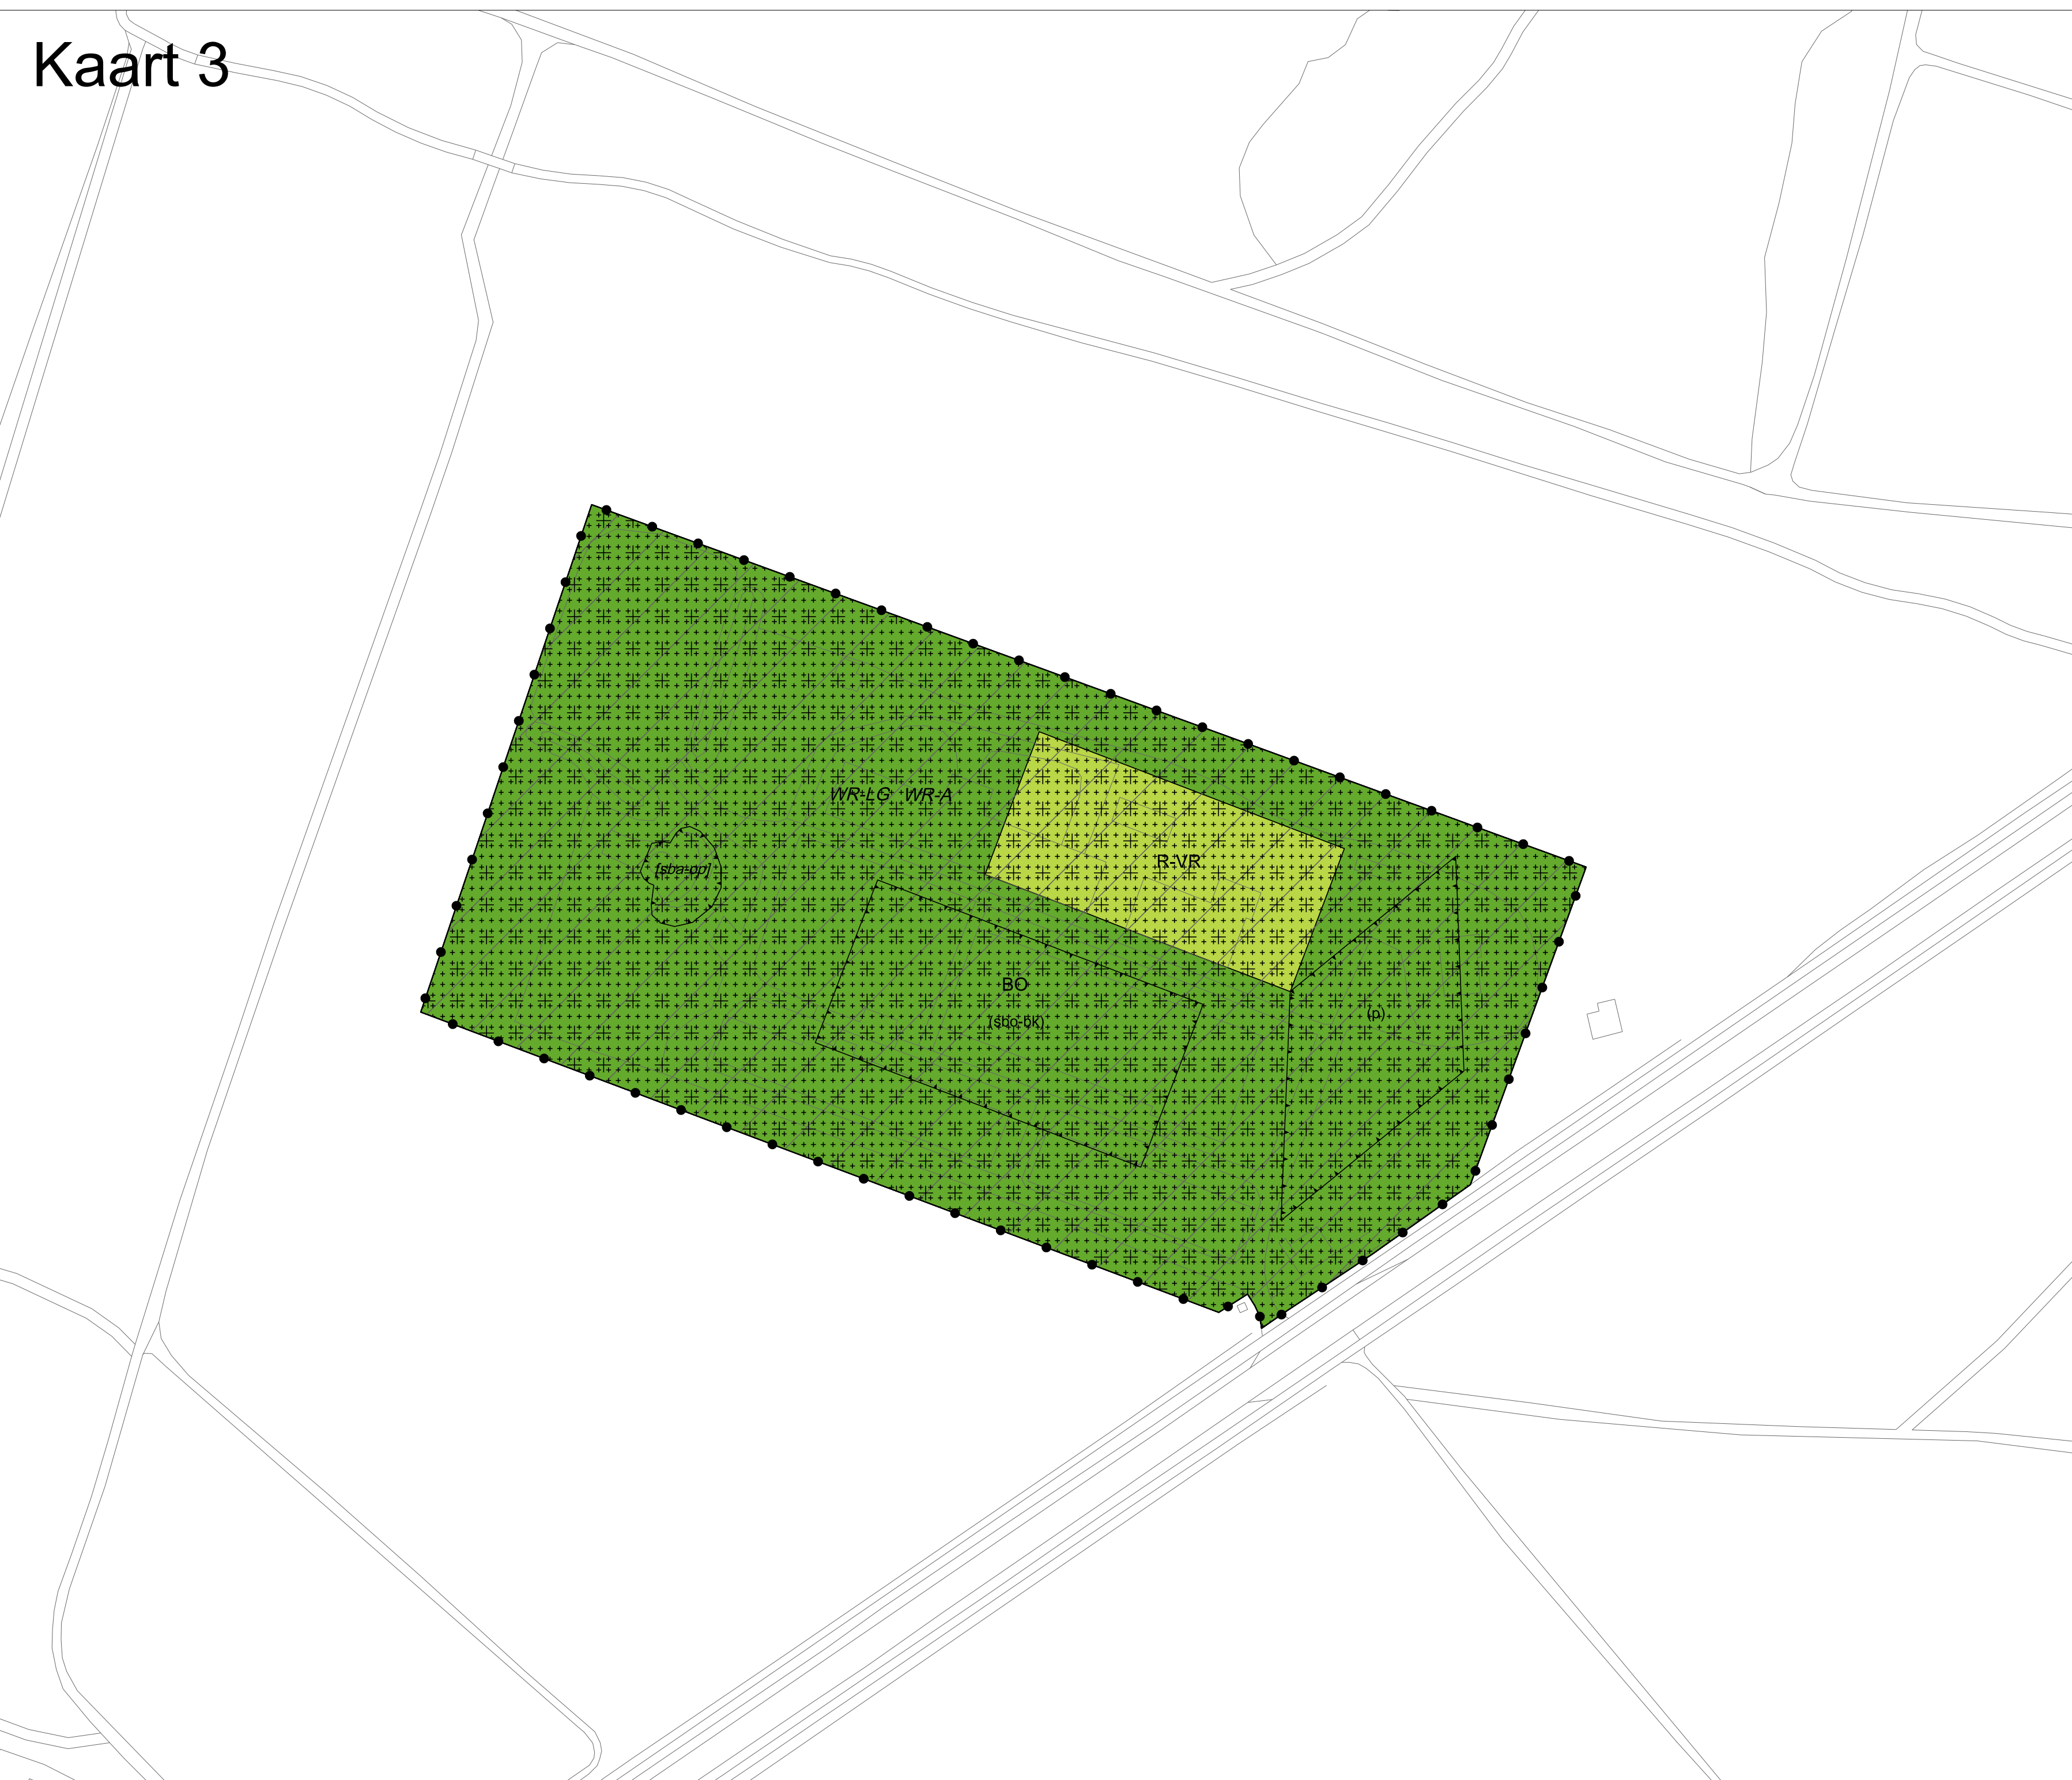 Kaart 3
WR-LG WR-A
R-VR
[sba-pp]
BO
(sbo-bk)
(p)